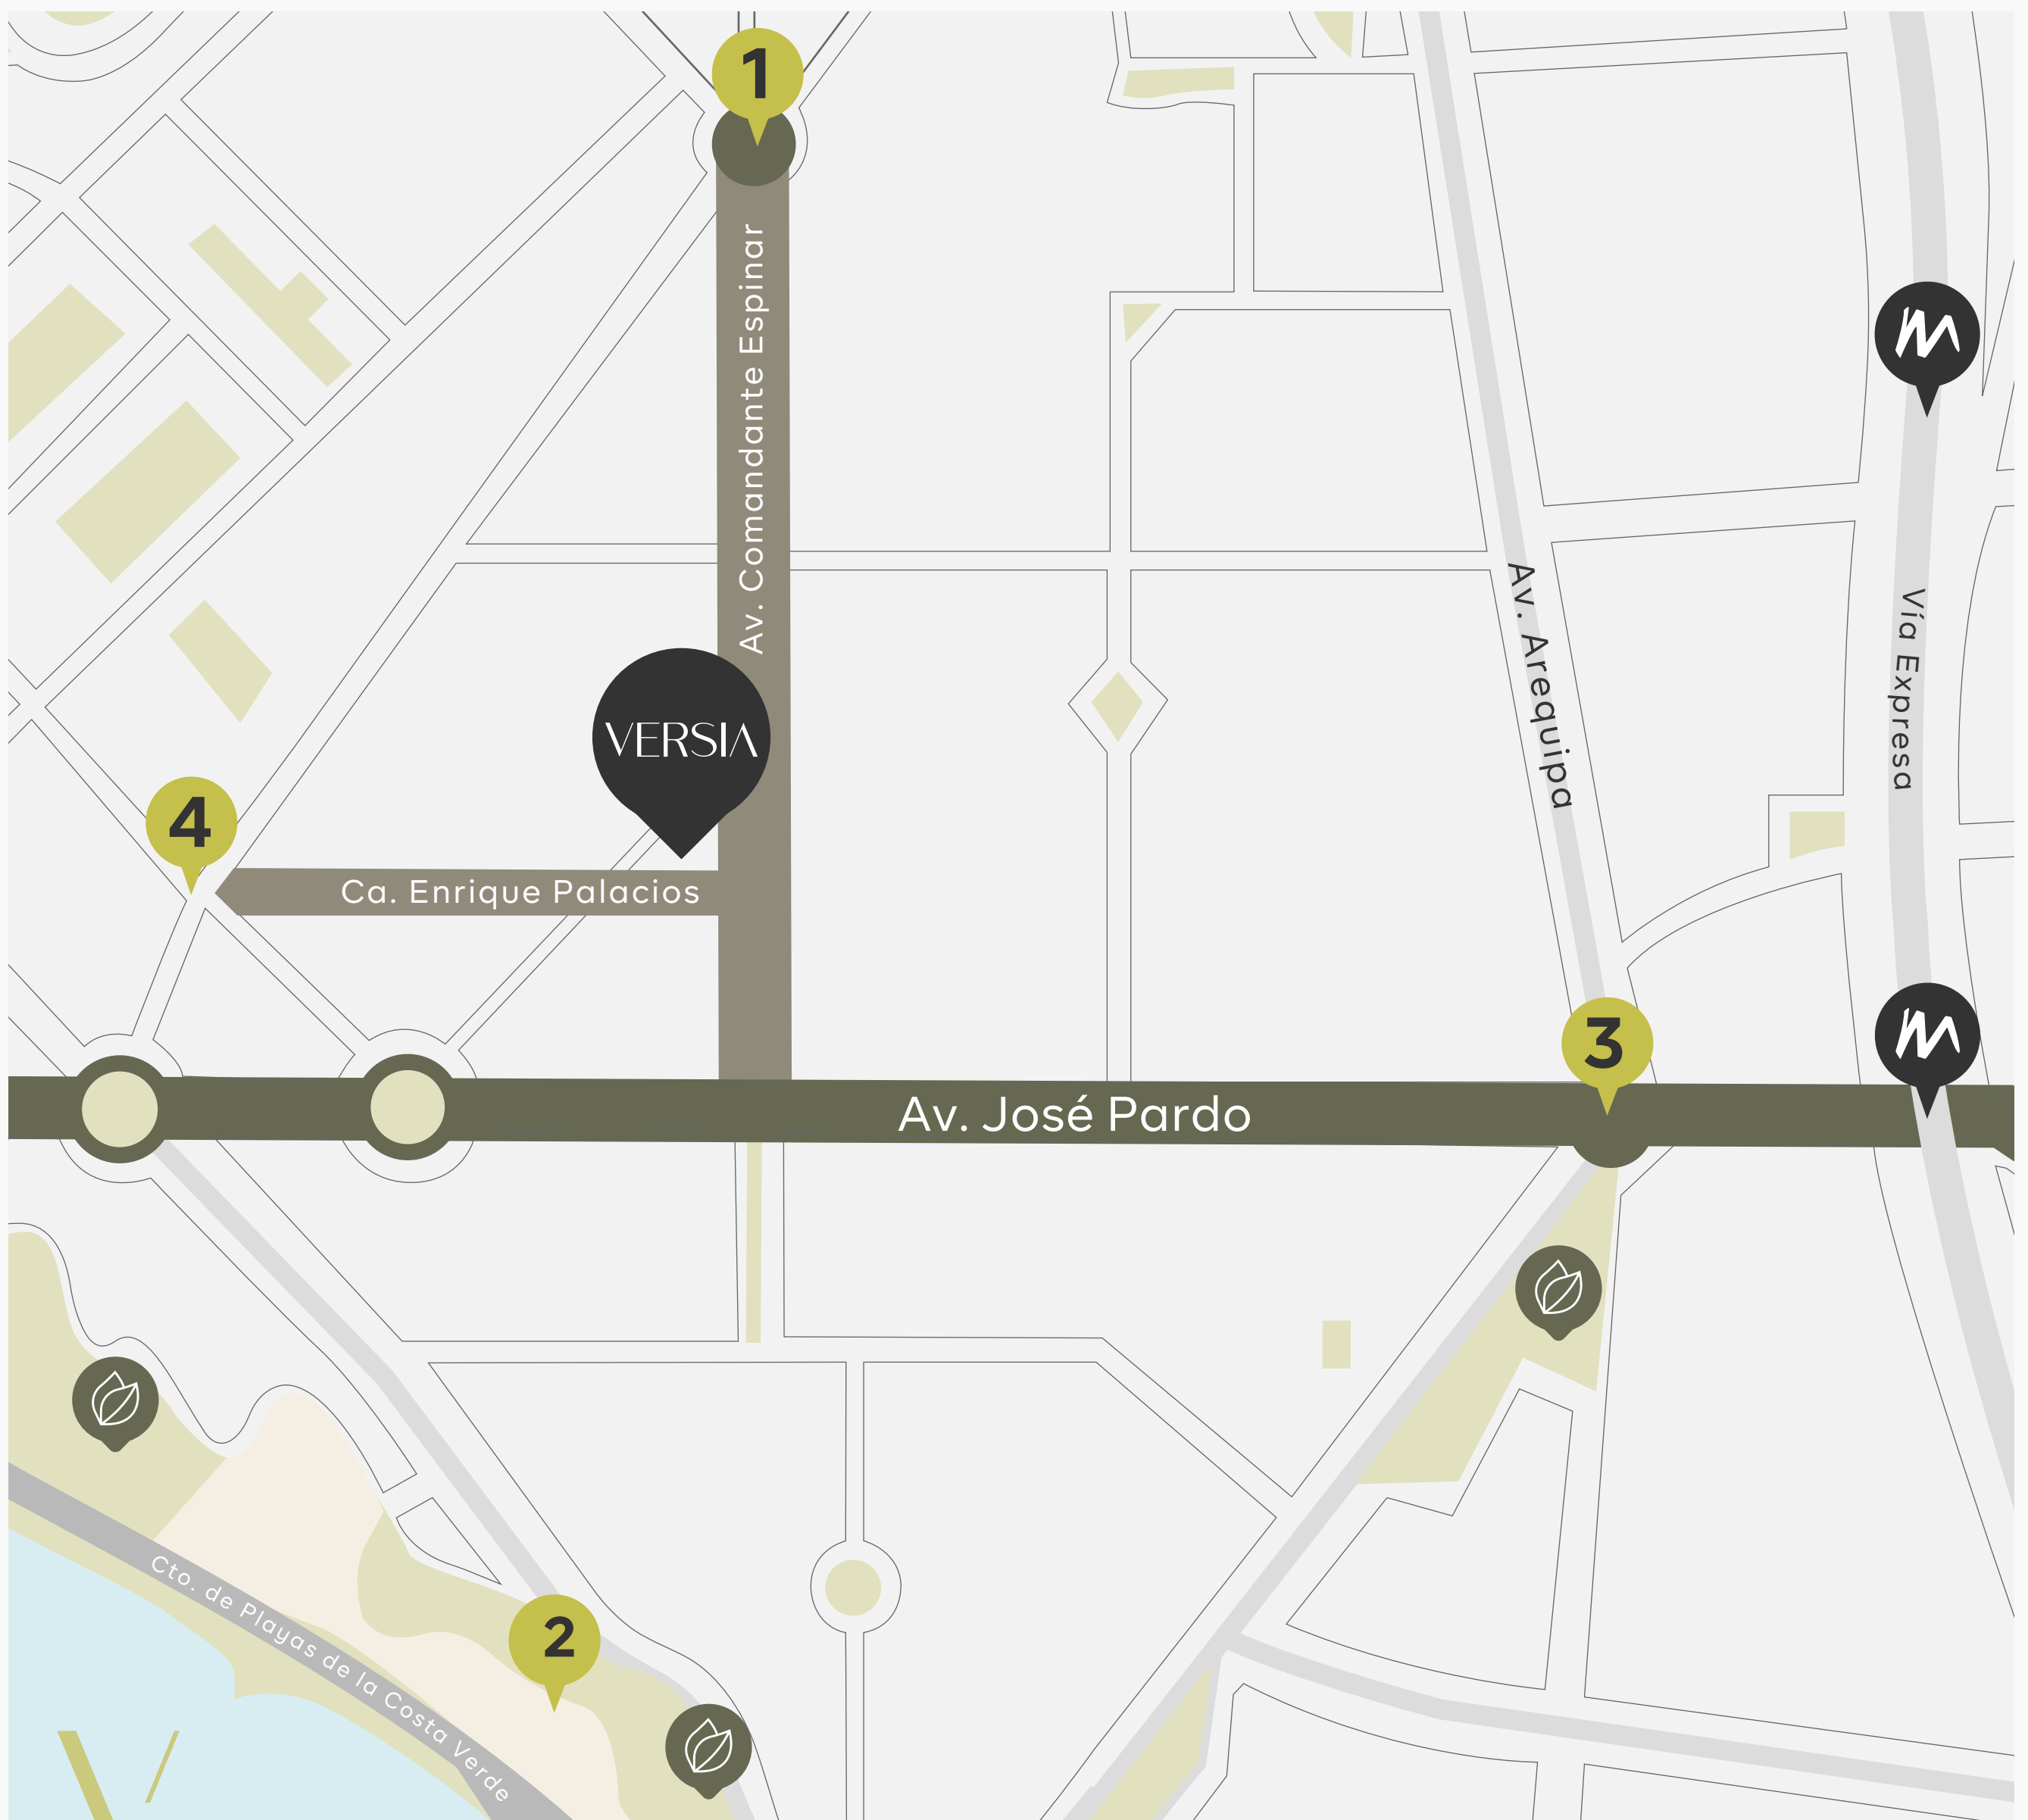 1
Av. Comandante Espinar
Av. Arequipa
Vía Expresa
VERSIA
4
Ca. Enrique Palacios
3
Av. José Pardo
Cto. de Playas de la Costa Verde
2